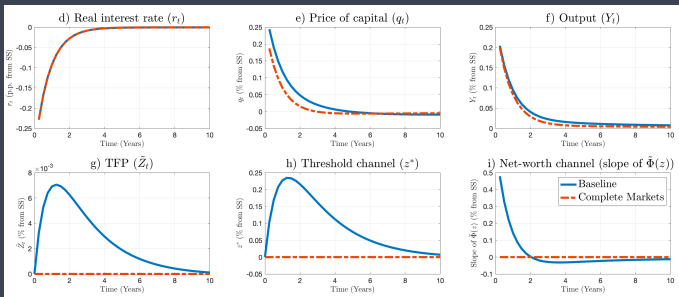 d) Real interest rate (r_t)
e) Price of capital (q_t)
f) Output (Y_t)
r_t (p.p. from SS)
0
-0.05
-0.1
-0.15
-0.2
-0.25
0 2 4 6 8 10
Time (Years)
q_t (% from SS)
0.25
0.2
0.15
0.1
0.05
0
-0.05
0 2 4 6 8 10
Time (Years)
Y_t (% from SS)
0.25
0.2
0.15
0.1
0.05
0
0 2 4 6 8 10
Time (Years)
g) TFP (Z̃_t)
h) Threshold channel (z*)
i) Net-worth channel (slope of Φ̃(z))
×10⁻³
Z̃_t (% from SS)
8
6
4
2
0
0 2 4 6 8 10
Time (Years)
z* (% from SS)
0.25
0.2
0.15
0.1
0.05
0
-0.05
0 2 4 6 8 10
Time (Years)
Slope of Φ̃(z) (% from SS)
0.5
0.4
0.3
0.2
0.1
0
-0.1
0 2 4 6 8 10
Time (Years)
Baseline
Complete Markets